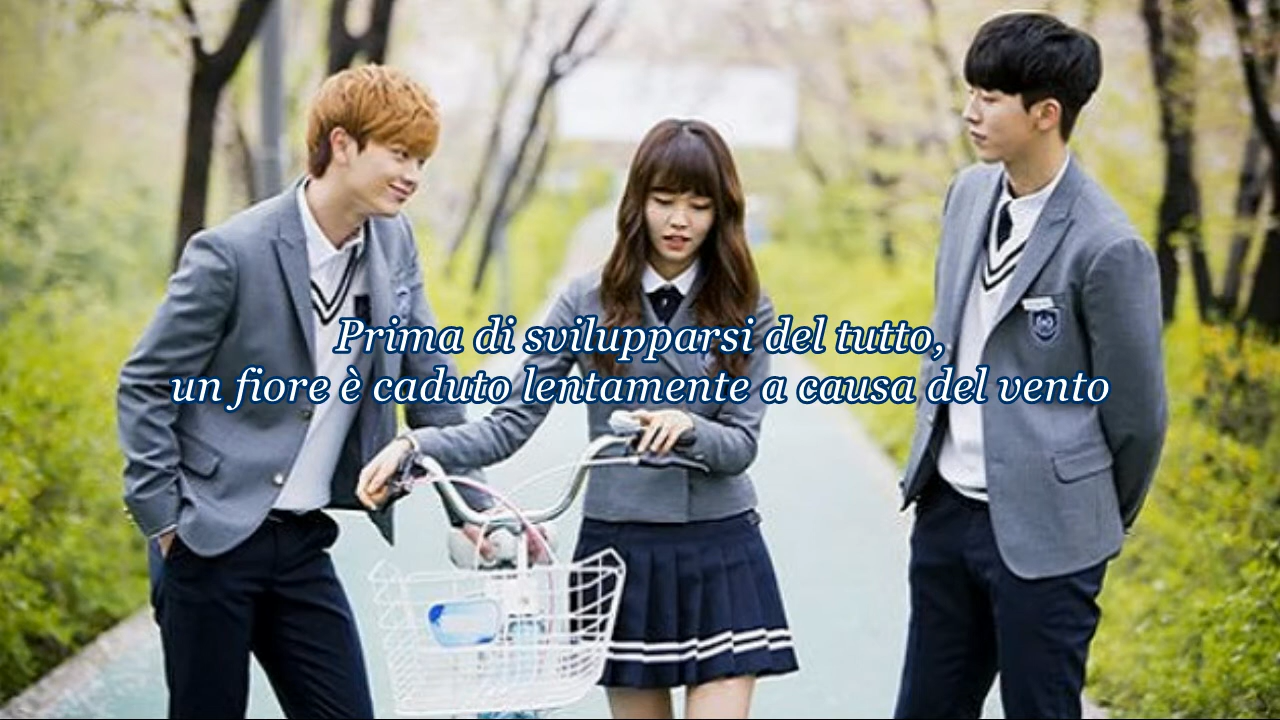 Prima di svilupparsi del tutto,
un fiore è caduto lentamente a causa del vento